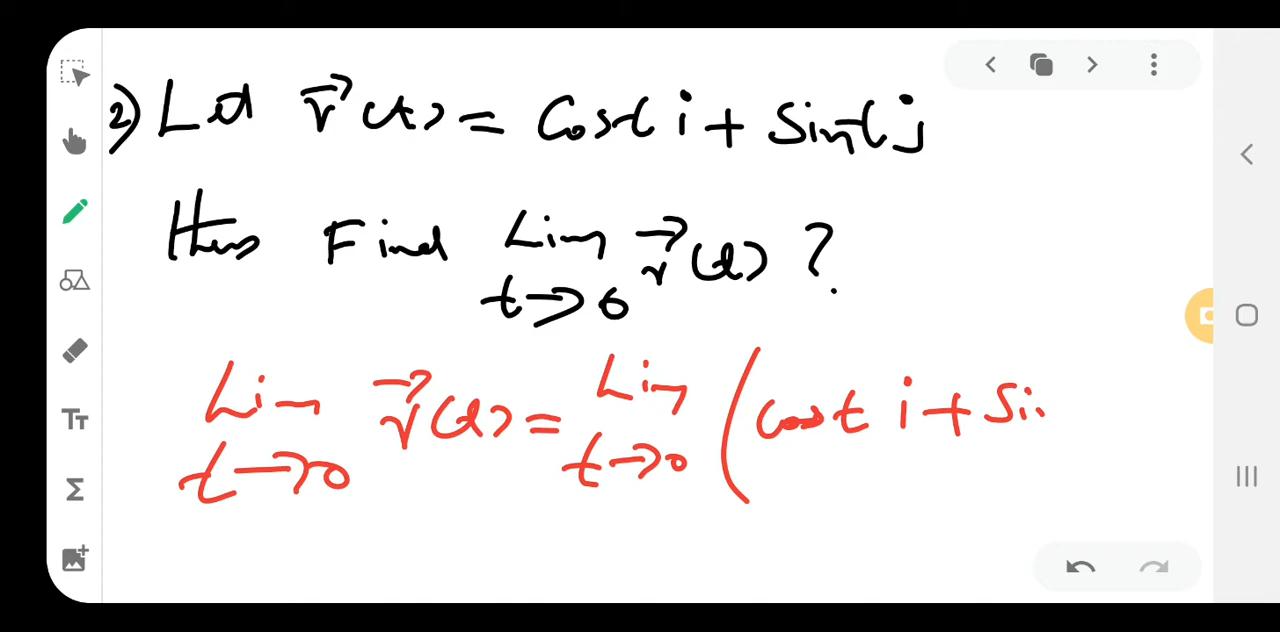 2) Let r⃗(t) = Cost i + Sint j
then Find Lim r⃗(t) ?
t→0
Lim r⃗(t) = Lim (cost i + Si
t→0 t→0